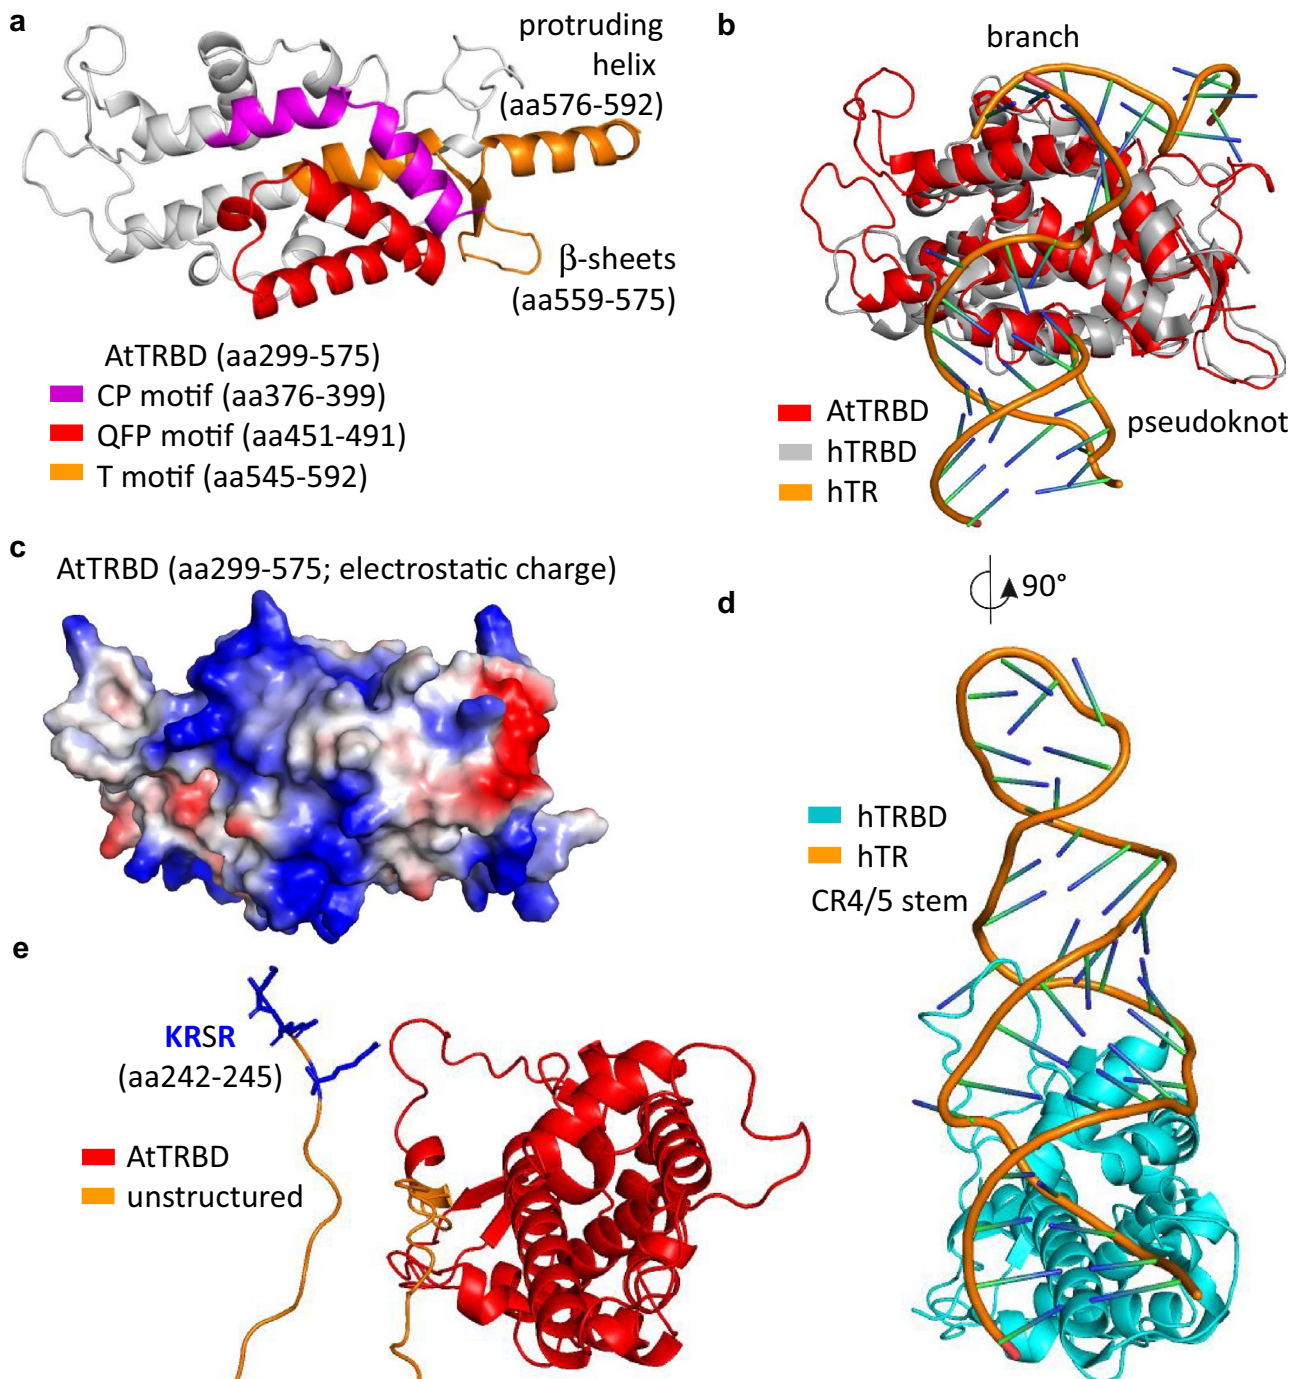 a
protruding
helix
(aa576-592)
β-sheets
(aa559-575)
AtTRBD (aa299-575)
CP motif (aa376-399)
QFP motif (aa451-491)
T motif (aa545-592)
b
branch
AtTRBD
hTRBD
hTR
pseudoknot
c
AtTRBD (aa299-575; electrostatic charge)
d
90°
hTRBD
hTR
CR4/5 stem
e
KRSR
(aa242-245)
AtTRBD
unstructured